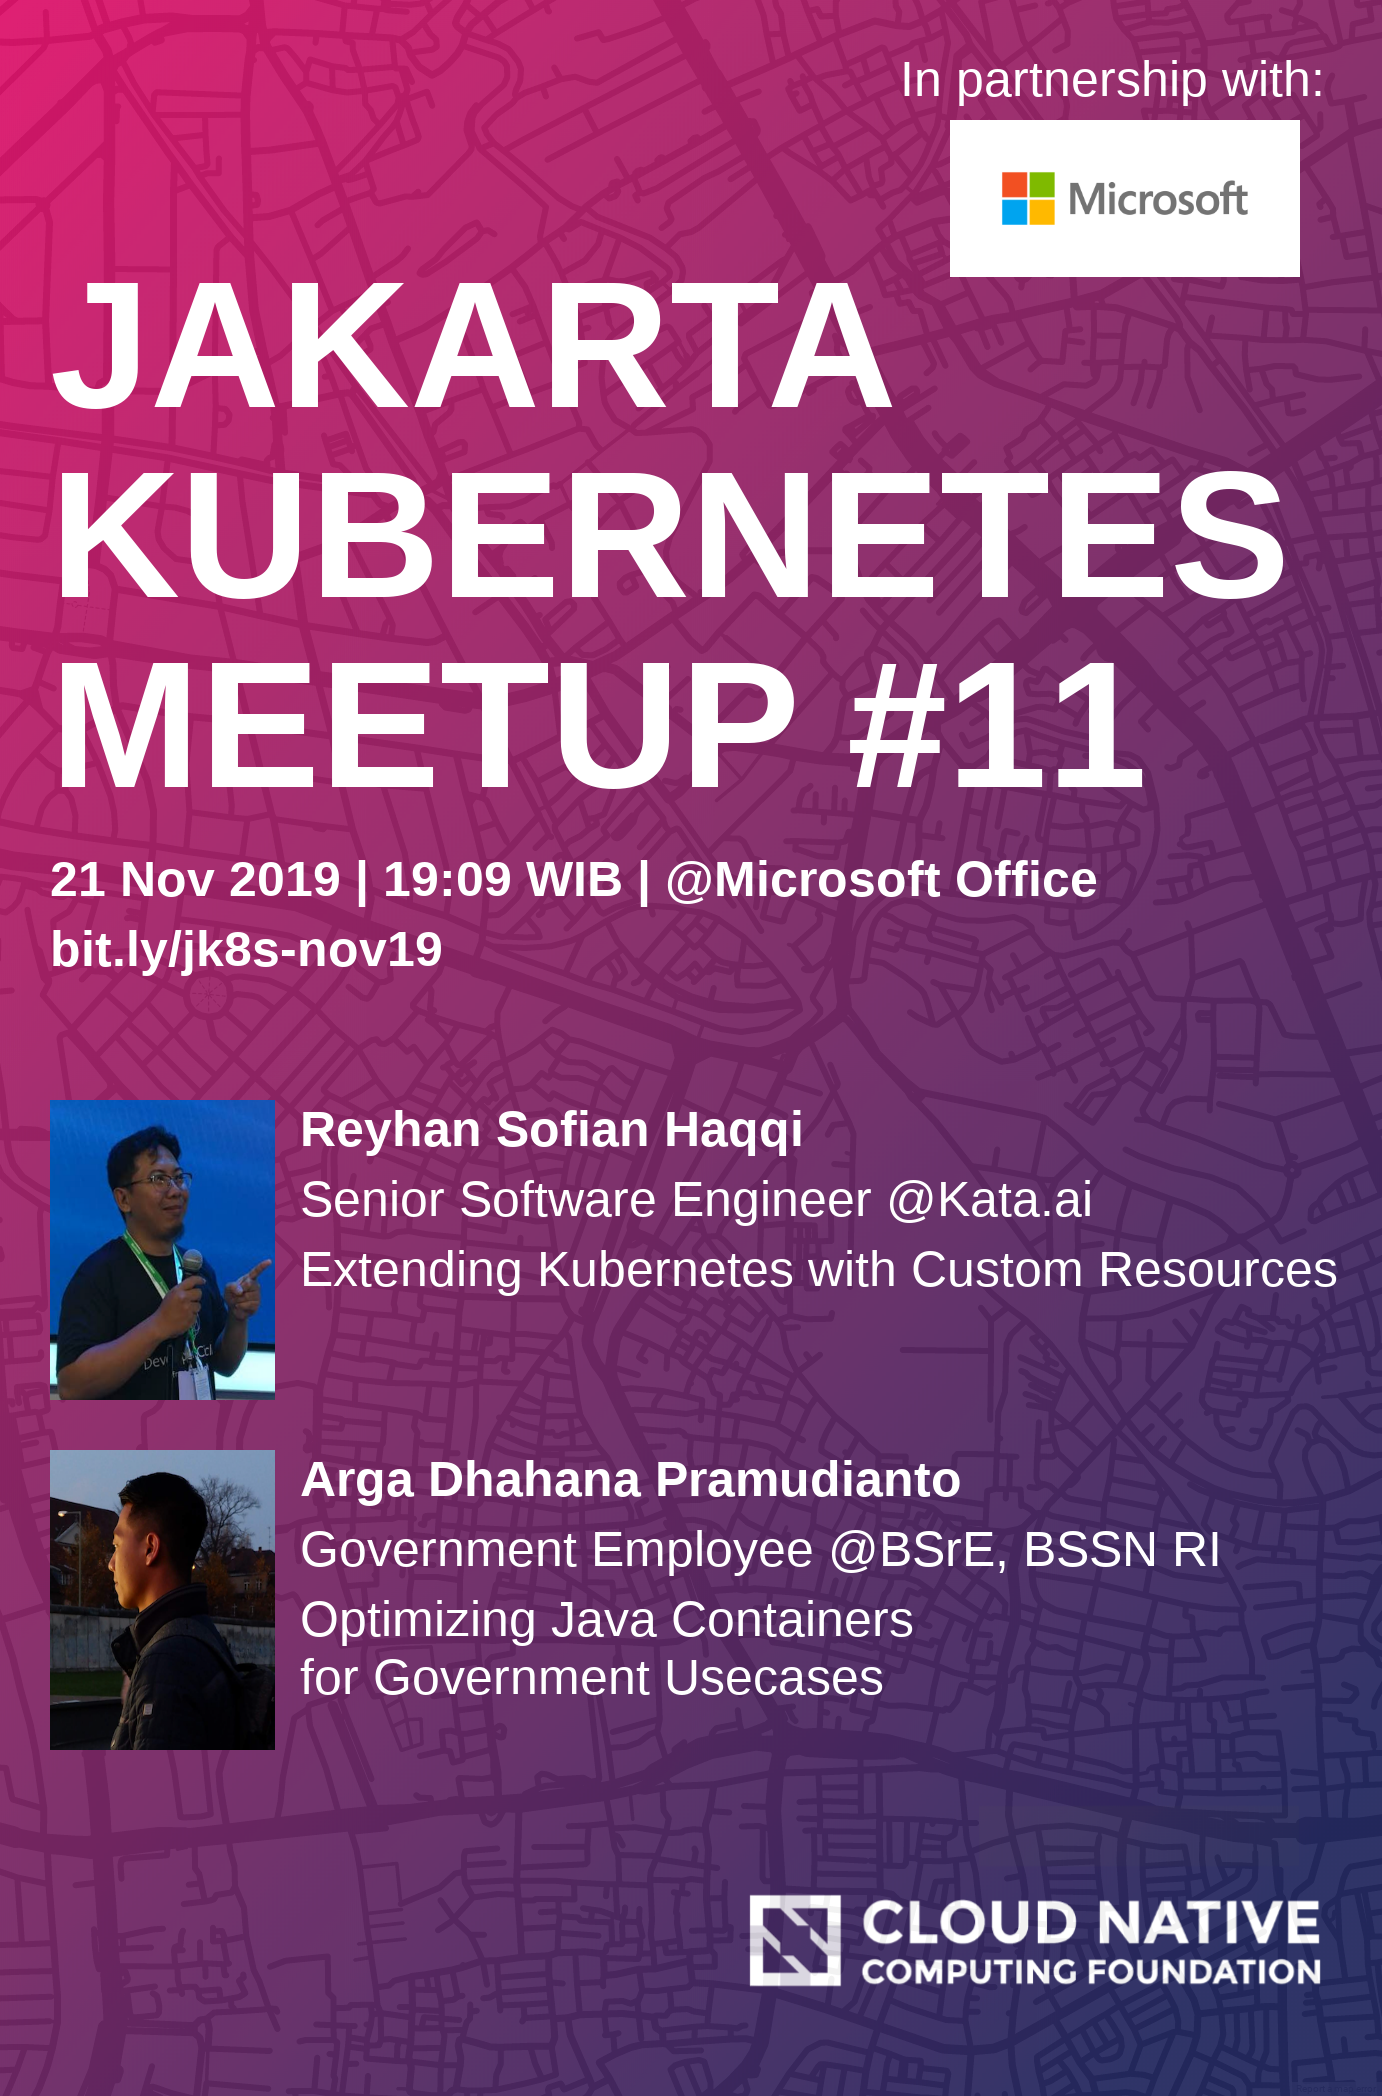 In partnership with:
Microsoft
JAKARTA
KUBERNETES
MEETUP #11
21 Nov 2019 | 19:09 WIB | @Microsoft Office
bit.ly/jk8s-nov19
Reyhan Sofian Haqqi
Senior Software Engineer @Kata.ai
Extending Kubernetes with Custom Resources
Arga Dhahana Pramudianto
Government Employee @BSrE, BSSN RI
Optimizing Java Containers
for Government Usecases
CLOUD NATIVE
COMPUTING FOUNDATION